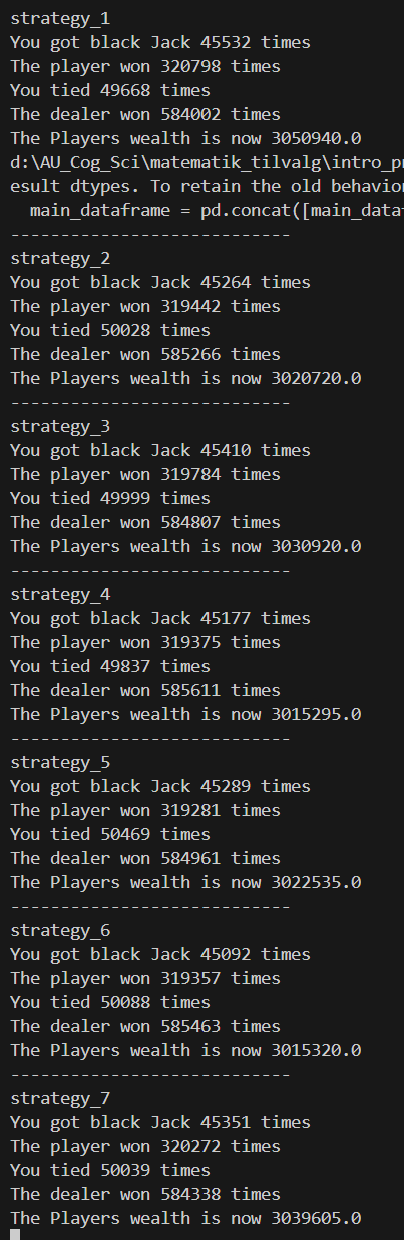 strategy_1
You got black Jack 45532 times
The player won 320798 times
You tied 49668 times
The dealer won 584002 times
The Players wealth is now 3050940.0
d:\AU_Cog_Sci\matematik_tilvalg\intro_pr
esult dtypes. To retain the old behavior
  main_dataframe = pd.concat([main_datat
----------------------------
strategy_2
You got black Jack 45264 times
The player won 319442 times
You tied 50028 times
The dealer won 585266 times
The Players wealth is now 3020720.0
----------------------------
strategy_3
You got black Jack 45410 times
The player won 319784 times
You tied 49999 times
The dealer won 584807 times
The Players wealth is now 3030920.0
----------------------------
strategy_4
You got black Jack 45177 times
The player won 319375 times
You tied 49837 times
The dealer won 585611 times
The Players wealth is now 3015295.0
----------------------------
strategy_5
You got black Jack 45289 times
The player won 319281 times
You tied 50469 times
The dealer won 584961 times
The Players wealth is now 3022535.0
----------------------------
strategy_6
You got black Jack 45092 times
The player won 319357 times
You tied 50088 times
The dealer won 585463 times
The Players wealth is now 3015320.0
----------------------------
strategy_7
You got black Jack 45351 times
The player won 320272 times
You tied 50039 times
The dealer won 584338 times
The Players wealth is now 3039605.0